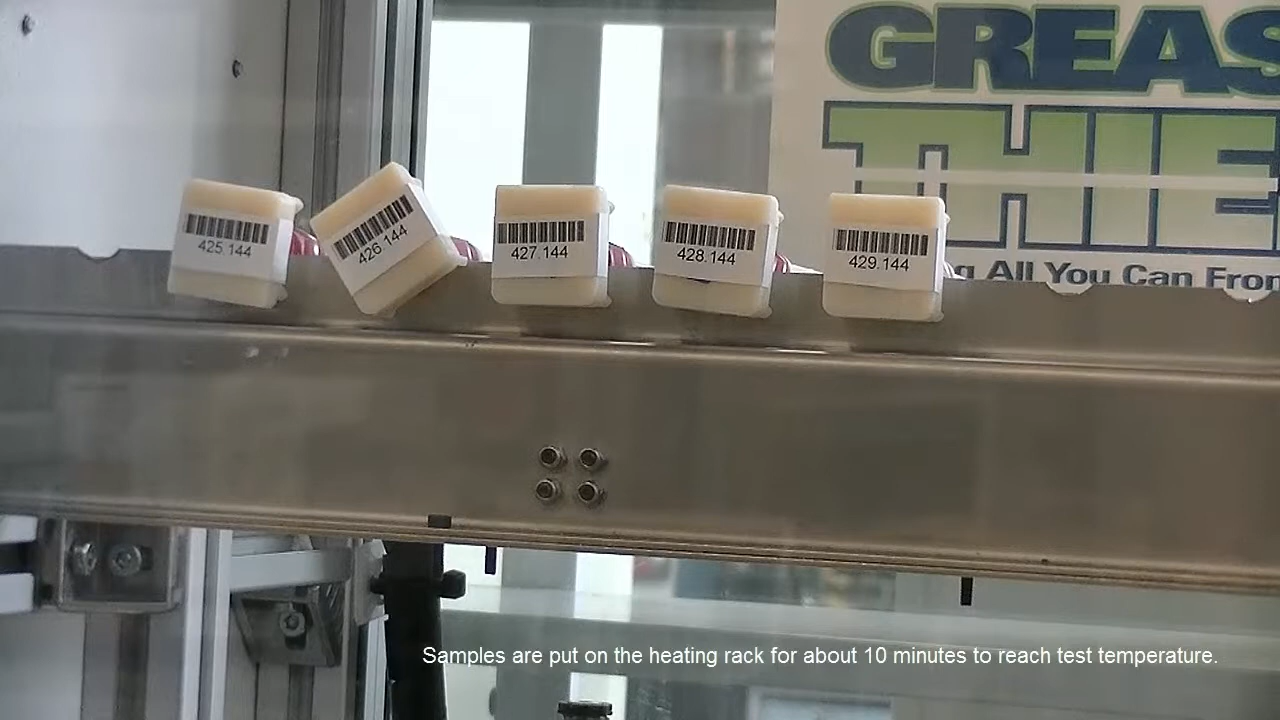 GREAS
THE
g All You Can From
425.144
426 144
427.144
428.144
429.144
Samples are put on the heating rack for about 10 minutes to reach test temperature.